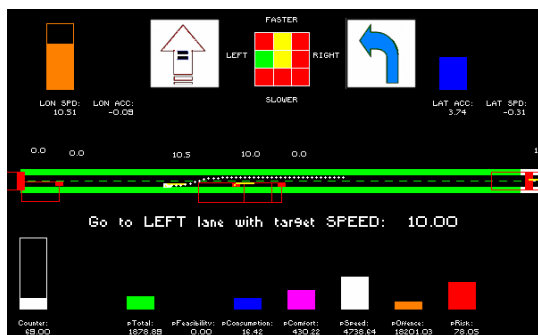 FASTER
LEFT
RIGHT
SLOWER
LON SPD:
10.51
LON ACC:
-0.09
LAT ACC:
3.74
LAT SPD:
-0.31
0.0
0.0
10.5
10.0
0.0
Go to LEFT lane with target SPEED: 10.00
Counter:
69.00
pTotal:
1878.89
pFeasibility:
0.00
pConsumption:
16.42
pComfort:
430.22
pSpeed:
4738.64
pOffence:
18201.03
pRisk:
78.05